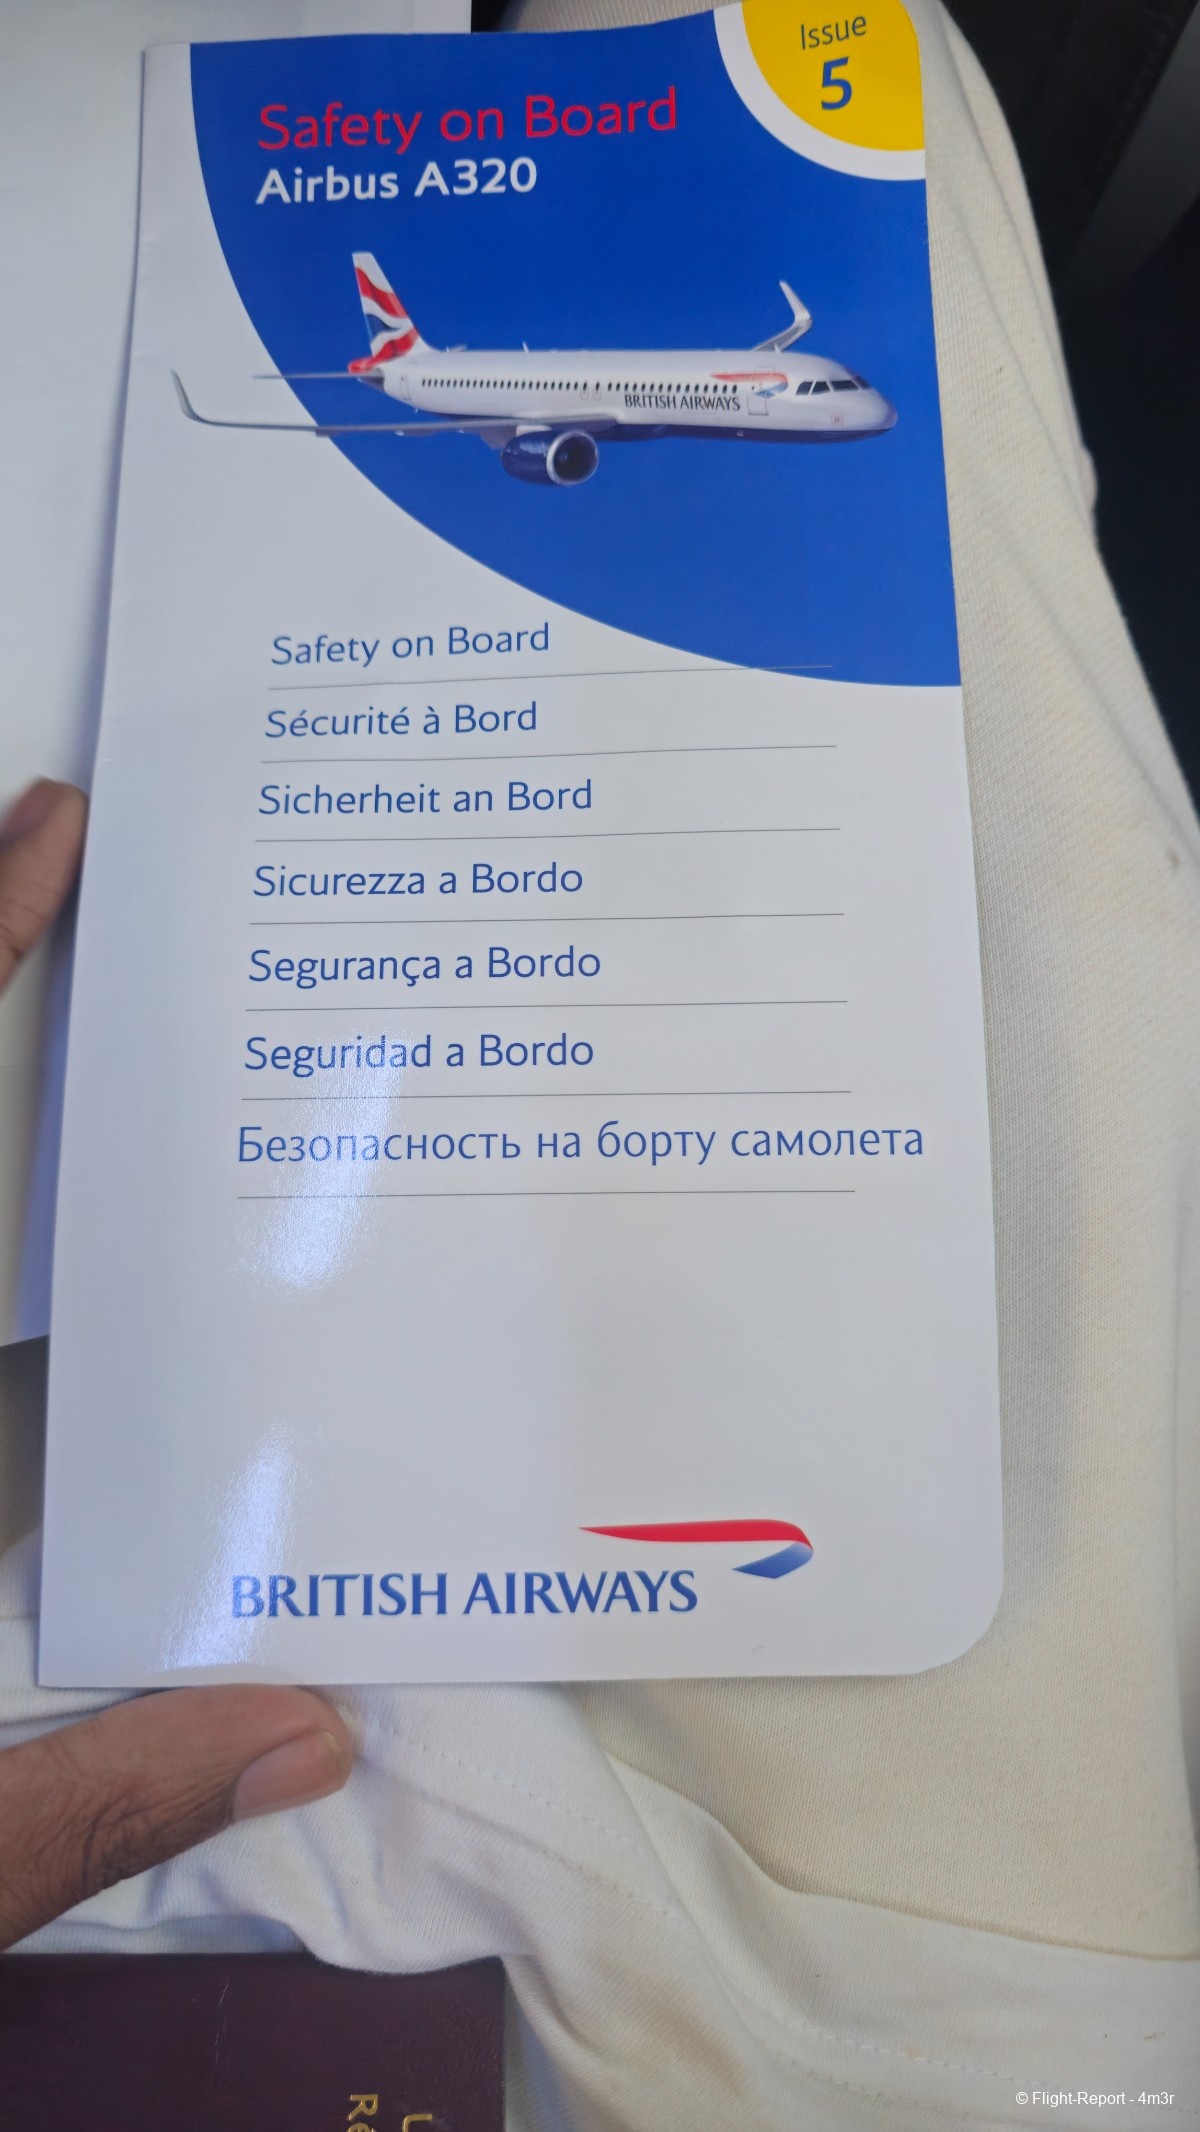 Issue
5
Safety on Board
Airbus A320
BRITISH AIRWAYS
Safety on Board
Sécurité à Bord
Sicherheit an Bord
Sicurezza a Bordo
Segurança a Bordo
Seguridad a Bordo
Безопасность на борту самолета
BRITISH AIRWAYS
© Flight-Report - 4m3r